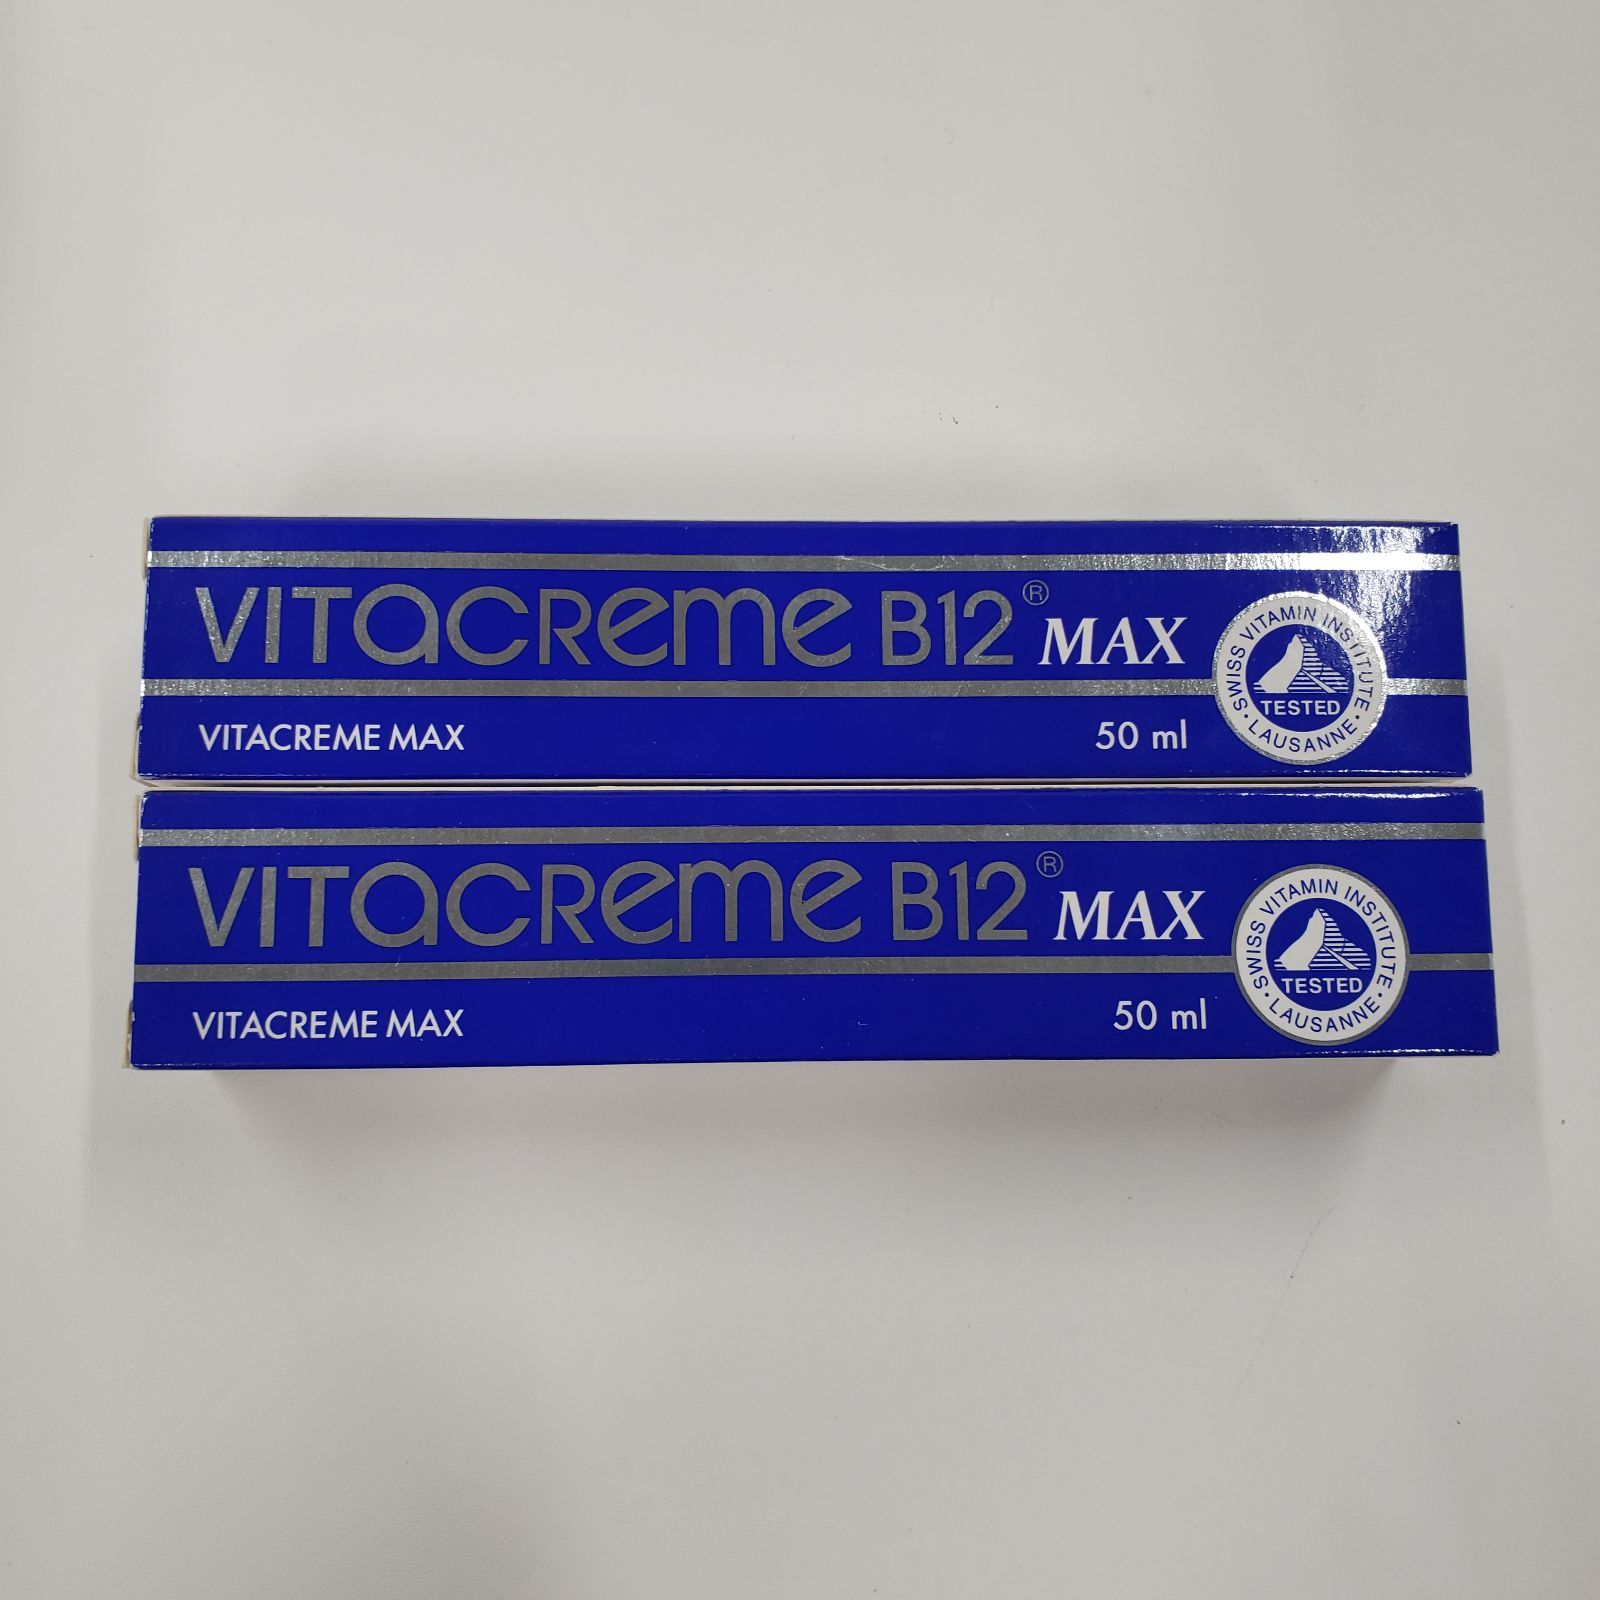 VITACREME B12® MAX
VITACREME MAX
50 ml
SWISS VITAMIN INSTITUTE
TESTED
LAUSANNE
VITACREME B12® MAX
VITACREME MAX
50 ml
SWISS VITAMIN INSTITUTE
TESTED
LAUSANNE